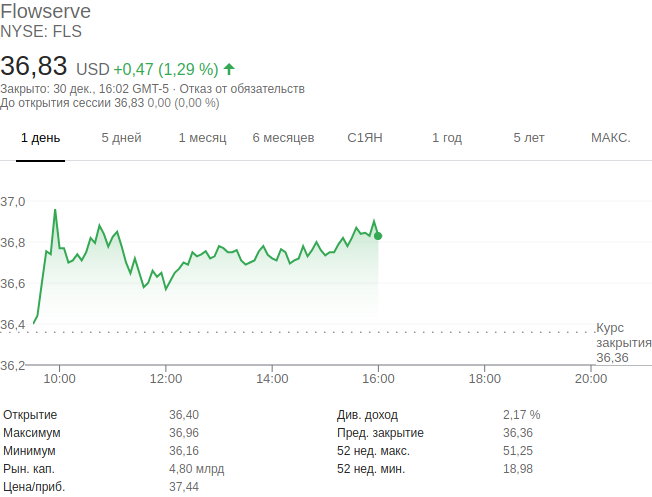 Flowserve
NYSE: FLS
36,83 USD +0,47 (1,29 %)
Закрыто: 30 дек., 16:02 GMT-5 · Отказ от обязательств
До открытия сессии 36,83 0,00 (0,00 %)
1 день 5 дней 1 месяц 6 месяцев С1ЯН 1 год 5 лет МАКС.
37,0
36,8
36,6
36,4
Курс
закрытия
36,36
36,2
10:00 12:00 14:00 16:00 18:00 20:00
Открытие 36,40 Див. доход 2,17 %
Максимум 36,96 Пред. закрытие 36,36
Минимум 36,16 52 нед. макс. 51,25
Рын. кап. 4,80 млрд 52 нед. мин. 18,98
Цена/приб. 37,44